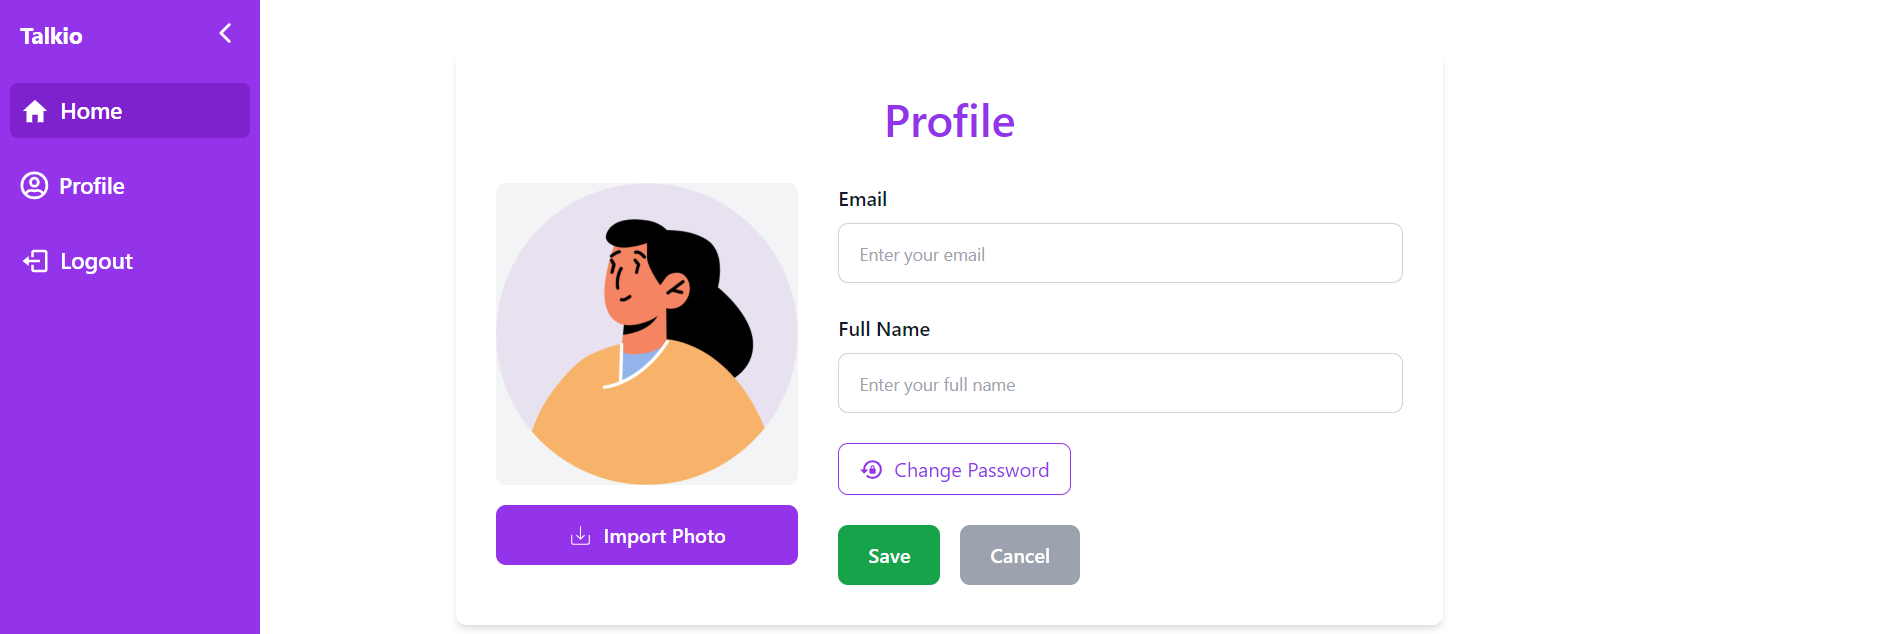 Talkio
Home
Profile
Logout
Profile
Email
Enter your email
Full Name
Enter your full name
Change Password
Import Photo
Save
Cancel